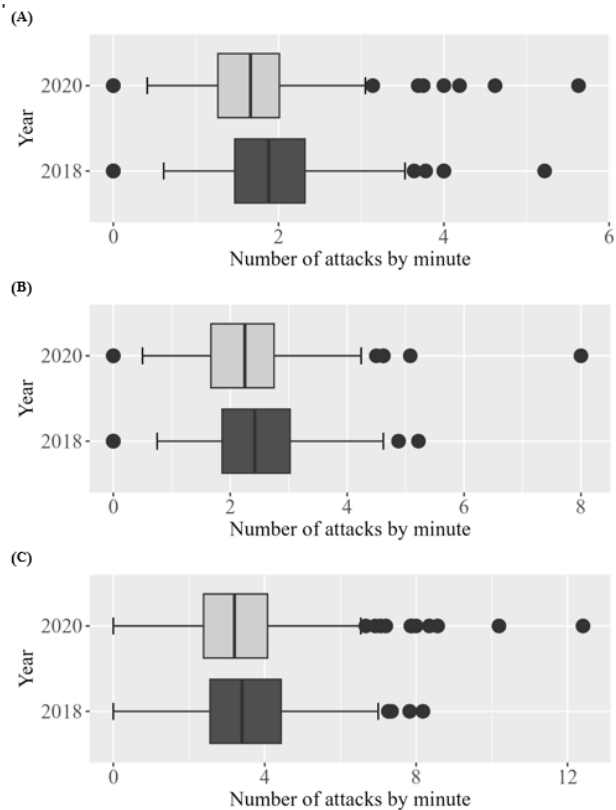 (A)
2020
Year
2018
0 2 4 6
Number of attacks by minute
(B)
2020
Year
2018
0 2 4 6 8
Number of attacks by minute
(C)
2020
Year
2018
0 4 8 12
Number of attacks by minute